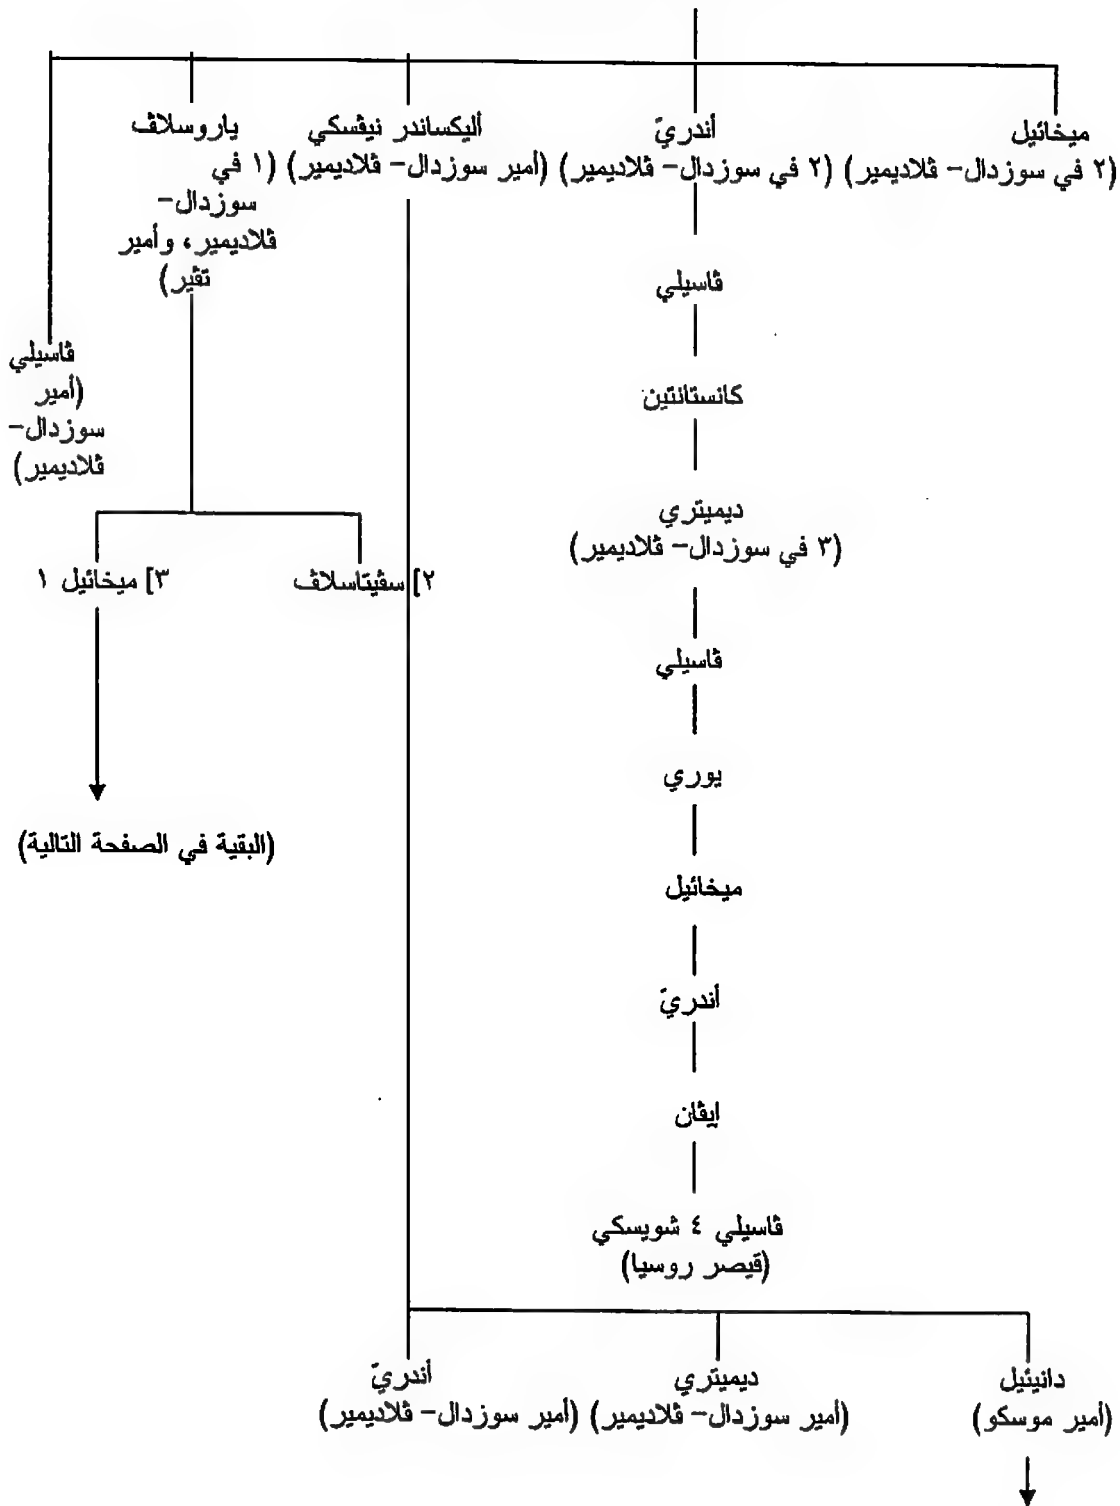 ميخائيل
(٢ في سوزدال- ڤلاديمير)
أندريّ
(٢ في سوزدال- ڤلاديمير)
أليكساندر نيڤسكي
(أمير سوزدال- ڤلاديمير)
ياروسلاڤ
(١ في
سوزدال-
ڤلاديمير، وأمير
تڤير)
ڤاسيلي
(أمير
سوزدال-
ڤلاديمير)
ڤاسيلي
كانستانتين
ديميتري
(٣ في سوزدال- ڤلاديمير)
٢] سڤيتاسلاڤ
٣] ميخائيل ١
ڤاسيلي
يوري
(البقية في الصفحة التالية)
ميخائيل
أندريّ
إيڤان
ڤاسيلي ٤ شويسكي
(قيصر روسيا)
دانيئيل
(أمير موسكو)
ديميتري
(أمير سوزدال- ڤلاديمير)
أندريّ
(أمير سوزدال- ڤلاديمير)